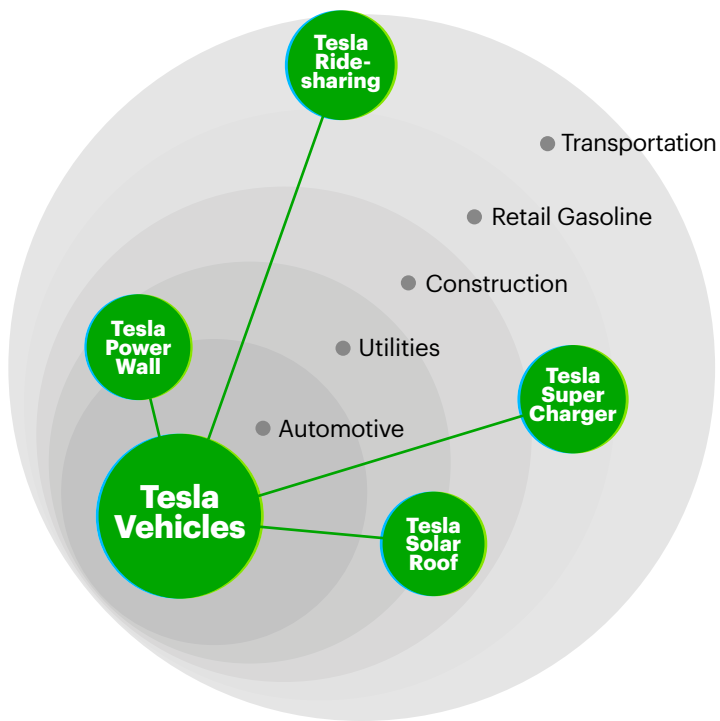 Tesla
Ride-
sharing
Transportation
Retail Gasoline
Construction
Tesla
Power
Wall
Utilities
Tesla
Super
Charger
Automotive
Tesla
Vehicles
Tesla
Solar
Roof